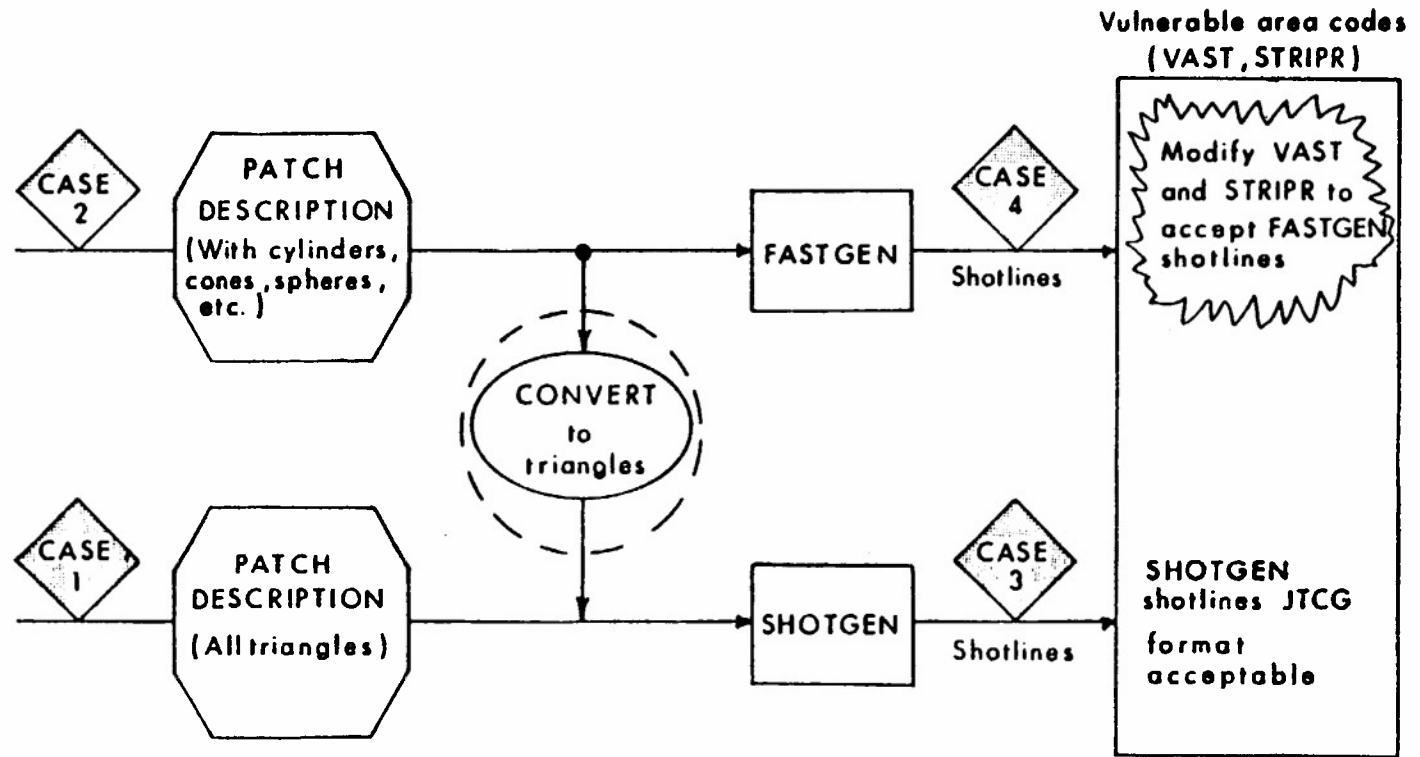 Vulnerable area codes
(VAST, STRIPR)
CASE
2
PATCH
DESCRIPTION
(With cylinders,
cones, spheres,
etc.)
FASTGEN
CASE
4
Shotlines
Modify VAST
and STRIPR to
accept FASTGEN
shotlines
CONVERT
to
triangles
CASE
1
PATCH
DESCRIPTION
(All triangles)
SHOTGEN
CASE
3
Shotlines
SHOTGEN
shotlines JTCG
format
acceptable